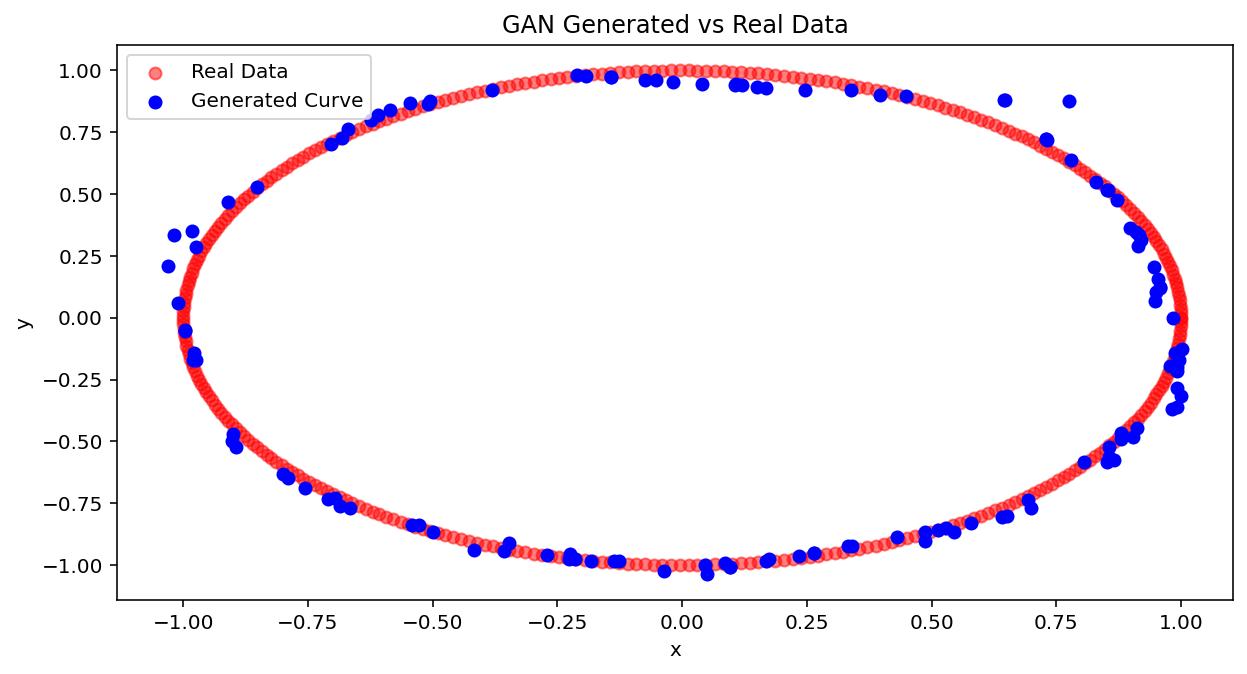 GAN Generated vs Real Data
Real Data
Generated Curve
1.00
0.75
0.50
0.25
0.00
−0.25
−0.50
−0.75
−1.00
y
−1.00 −0.75 −0.50 −0.25 0.00 0.25 0.50 0.75 1.00
x